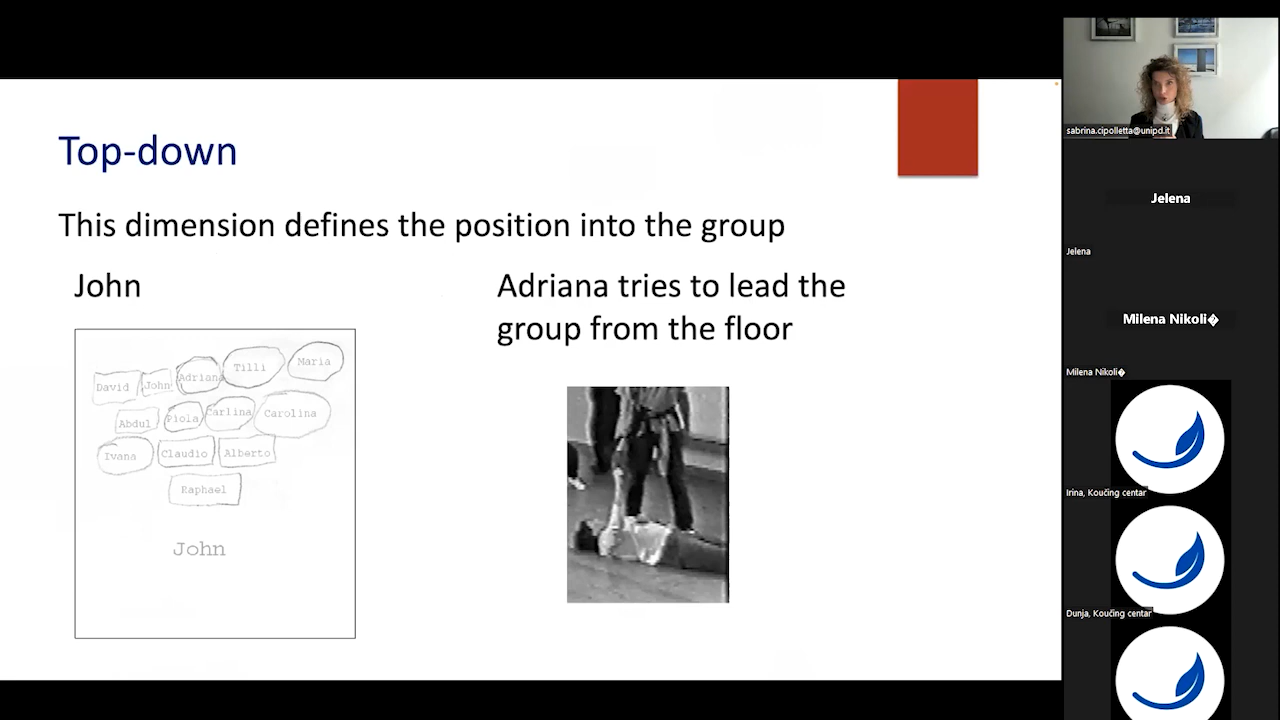 Top-down
This dimension defines the position into the group
John
Adriana tries to lead the
group from the floor
David John Adriana Tilli Maria
Abdul Piola Carlina Carolina
Ivana Claudio Alberto
Raphael
John
sabrina.cipolletta@unipd.it
Jelena
Jelena
Milena Nikoli�
Milena Nikoli�
Irina, Koučing centar
Dunja, Koučing centar